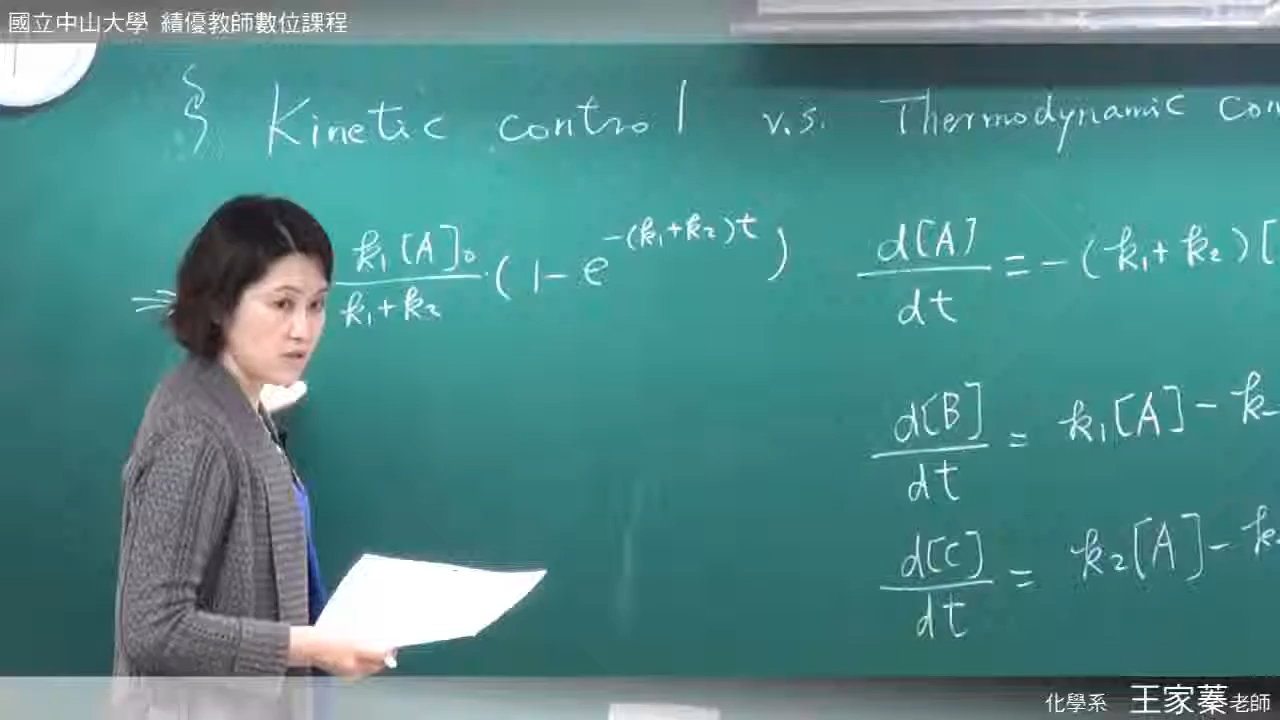 國立中山大學 績優教師數位課程
§ Kinetic control v.s. Thermodynamic con
⇒ k₁[A]₀ / k₁+k₂ · (1-e^-(k₁+k₂)t)
d[A]/dt = -(k₁+k₂)[
d[B]/dt = k₁[A]-k-
d[C]/dt = k₂[A]-k-
化學系 王家蓁老師